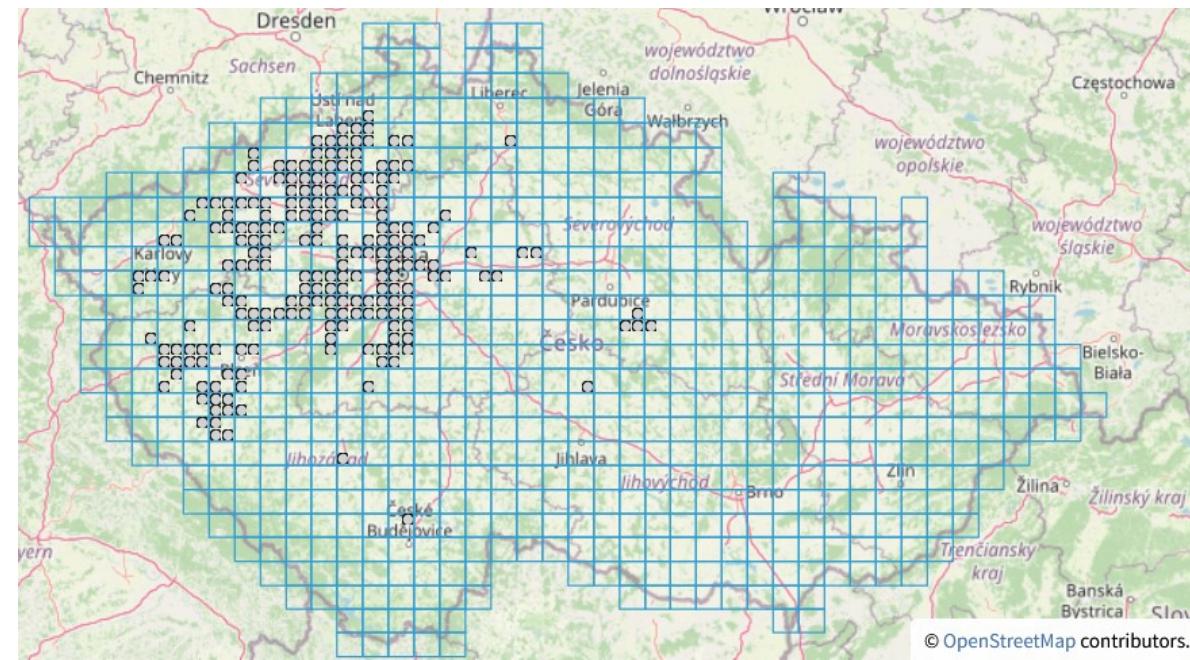 Dresden
Wrocław
województwo
dolnośląskie
Chemnitz
Sachsen
Częstochowa
Liberec
Jelenia
Góra
Ústí nad
Labem
Wałbrzych
województwo
opolskie
Severovýchod
województwo
śląskie
Karlovy
Rybnik
Pardubice
Moravskoslezsko
Česko
Bielsko-
Biała
Střední Morava
Jihozápad
Jihlava
Zlín
Jihovýchod
Brno
Žilina
Žilinský kraj
České
Budějovice
yern
Trenčiansky
kraj
Banská
Bystrica
Slov
© OpenStreetMap contributors.